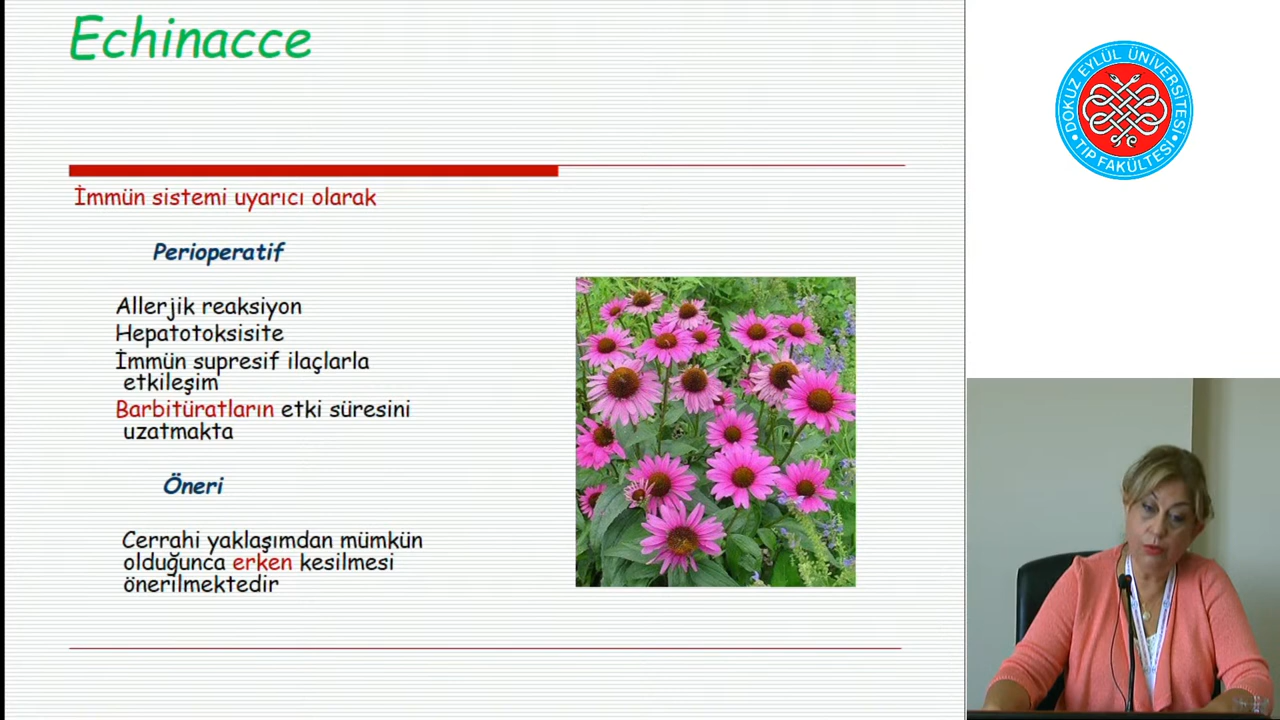 Echinacce
İmmün sistemi uyarıcı olarak
Perioperatif
Allerjik reaksiyon
Hepatotoksisite
İmmün supresif ilaçlarla
etkileşim
Barbitüratların etki süresini
uzatmakta
Öneri
Cerrahi yaklaşımdan mümkün
olduğunca erken kesilmesi
önerilmektedir
DOKUZ EYLÜL ÜNİVERSİTESİ
TIP FAKÜLTESİ